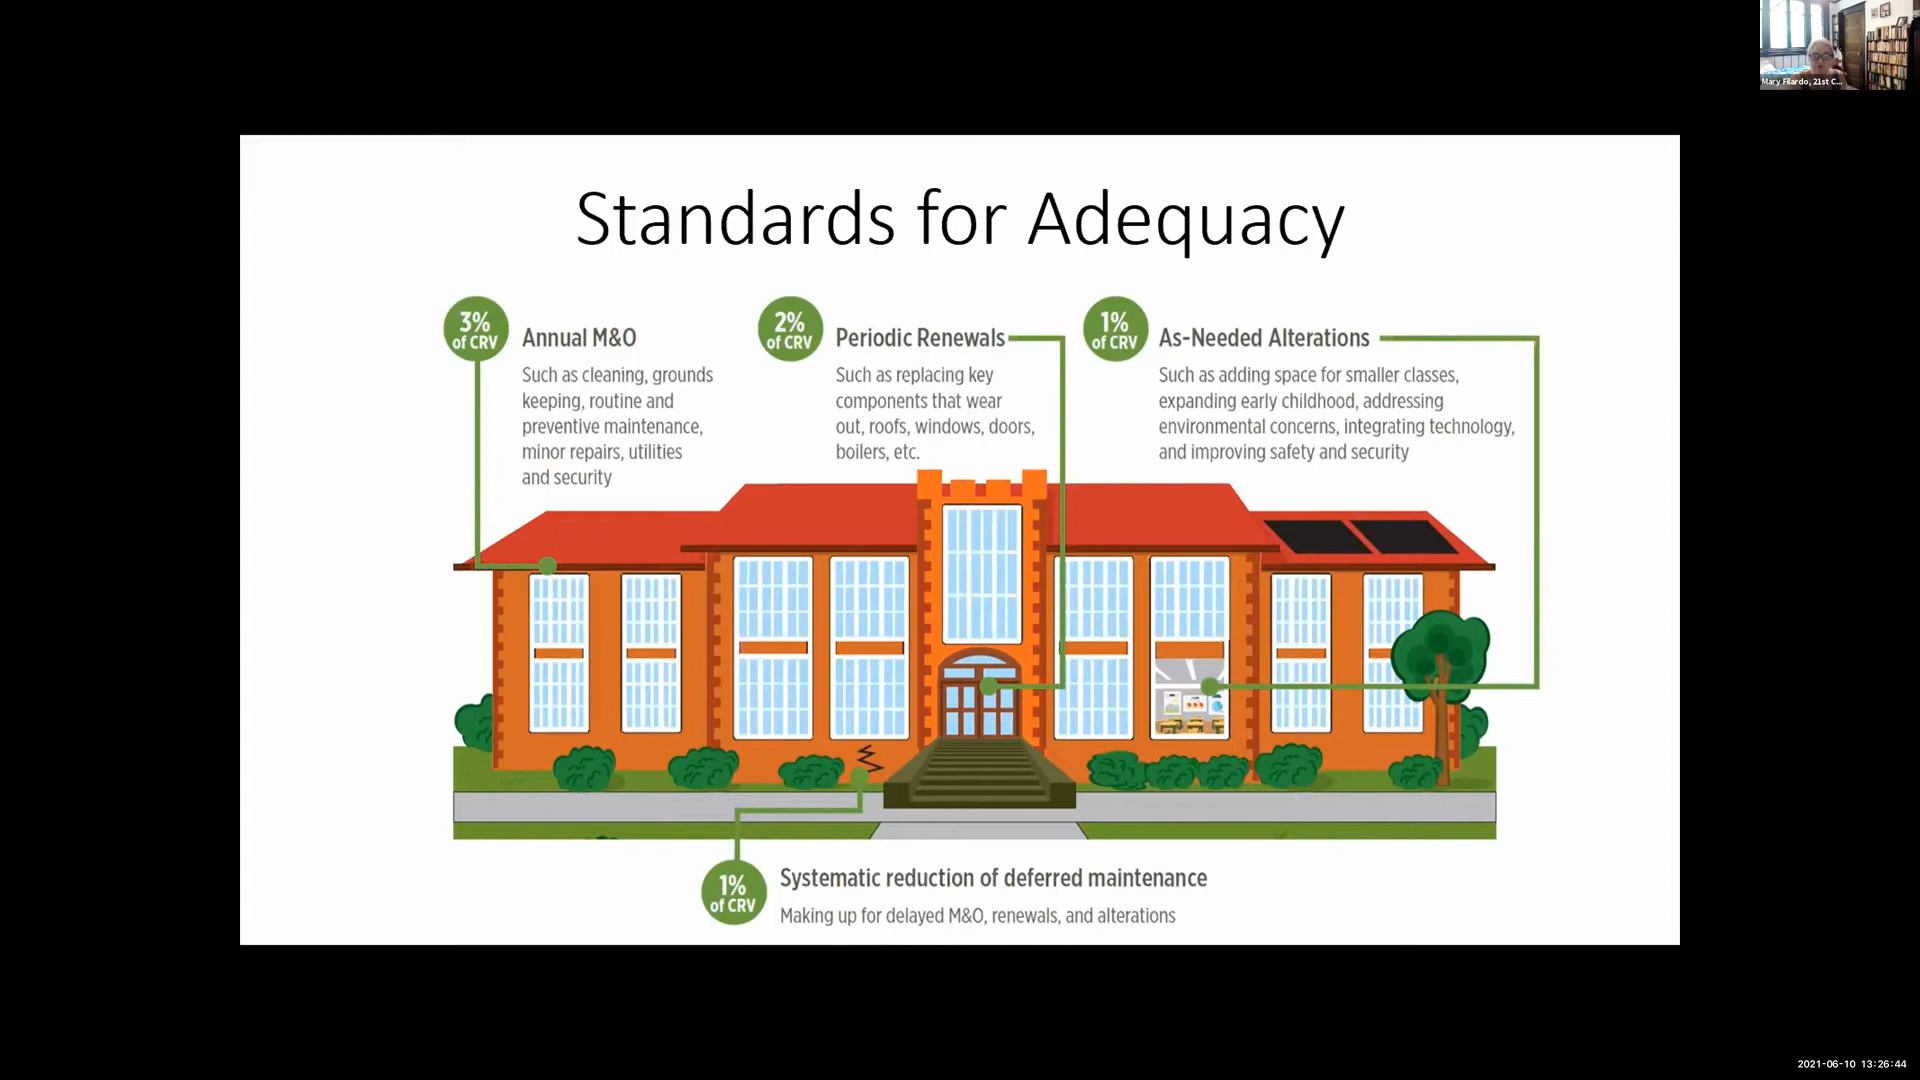 Mary Filardo, 21st C...
Standards for Adequacy
3%
of CRV
Annual M&O
Such as cleaning, grounds
keeping, routine and
preventive maintenance,
minor repairs, utilities
and security
2%
of CRV
Periodic Renewals
Such as replacing key
components that wear
out, roofs, windows, doors,
boilers, etc.
1%
of CRV
As-Needed Alterations
Such as adding space for smaller classes,
expanding early childhood, addressing
environmental concerns, integrating technology,
and improving safety and security
1%
of CRV
Systematic reduction of deferred maintenance
Making up for delayed M&O, renewals, and alterations
2021-06-10 13:26:44